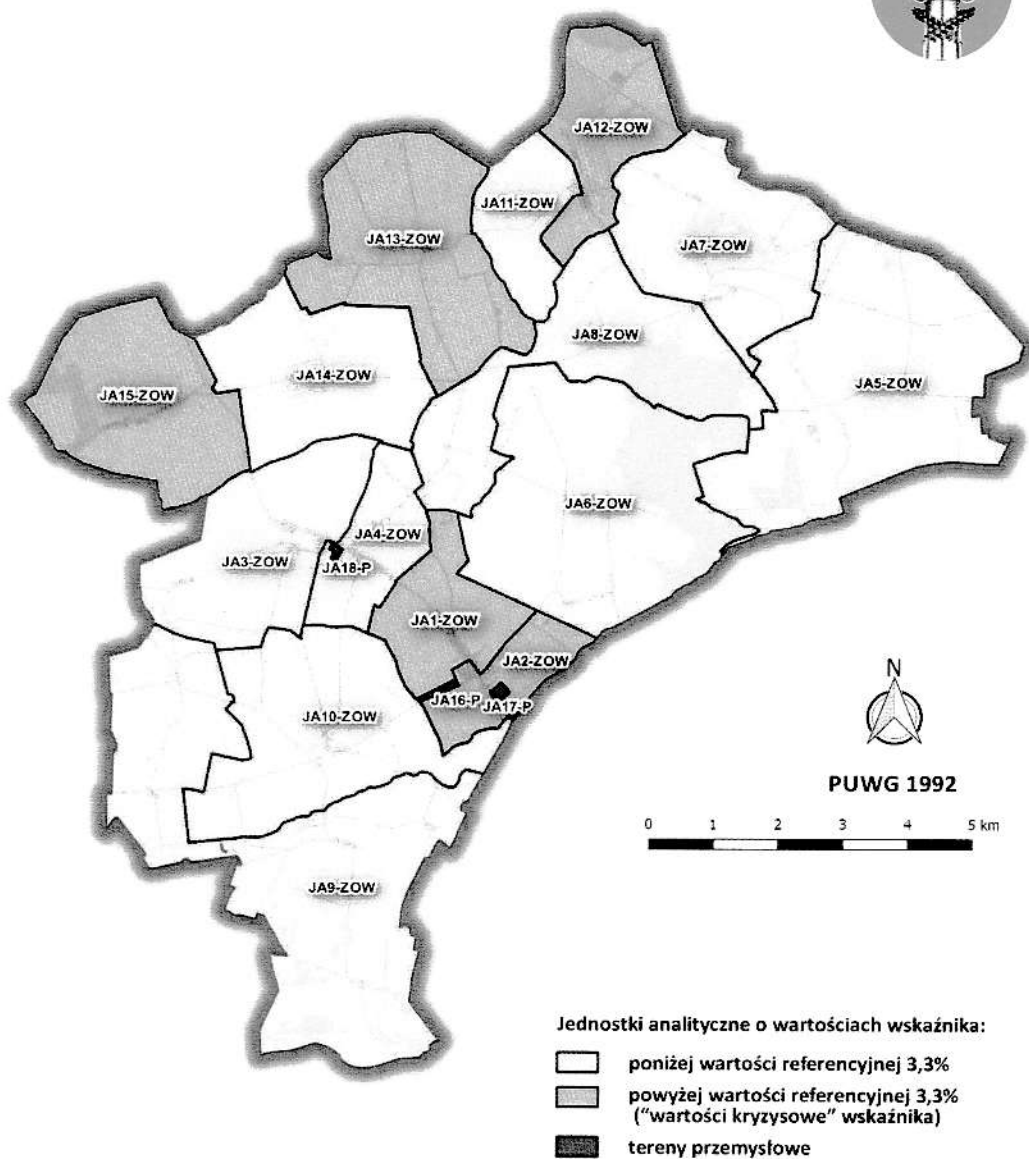 JA12-ZOW
JA11-ZOW
JA13-ZOW
JA7-ZOW
JA8-ZOW
JA14-ZOW
JA5-ZOW
JA15-ZOW
JA6-ZOW
JA4-ZOW
JA3-ZOW
JA18-P
JA1-ZOW
JA2-ZOW
JA16-P
JA17-P
JA10-ZOW
N
PUWG 1992
0 1 2 3 4 5 km
JA9-ZOW
Jednostki analityczne o wartościach wskaźnika:
poniżej wartości referencyjnej 3,3%
powyżej wartości referencyjnej 3,3%
("wartości kryzysowe" wskaźnika)
tereny przemysłowe